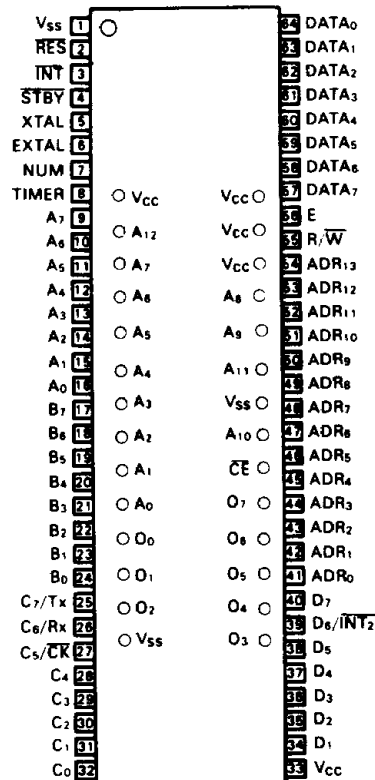 V̅SS 1 64 DATA₀
R̅E̅S̅ 2 63 DATA₁
I̅N̅T̅ 3 62 DATA₂
S̅T̅B̅Y̅ 4 61 DATA₃
XTAL 5 60 DATA₄
EXTAL 6 59 DATA₅
NUM 7 58 DATA₆
TIMER 8 VCC VCC 57 DATA₇
A₇ 9 56 E
A₆ 10 A₁₂ VCC 55 R/W̅
A₅ 11 A₇ VCC 54 ADR₁₃
A₄ 12 A₆ A₈ 53 ADR₁₂
A₃ 13 52 ADR₁₁
A₂ 14 A₅ A₉ 51 ADR₁₀
A₁ 15 A₄ A₁₁ 50 ADR₉
A₀ 16 49 ADR₈
B₇ 17 A₃ VSS 48 ADR₇
B₆ 18 A₂ A₁₀ 47 ADR₆
B₅ 19 A₁ C̅E̅ 46 ADR₅
B₄ 20 45 ADR₄
B₃ 21 A₀ O₇ 44 ADR₃
B₂ 22 O₀ O₆ 43 ADR₂
B₁ 23 42 ADR₁
B₀ 24 O₁ O₅ 41 ADR₀
C₇/Tx 25 O₂ O₄ 40 D₇
C₆/Rx 26 VSS O₃ 39 D₆/I̅N̅T̅₂
C₅/C̅K̅ 27 38 D₅
C₄ 28 37 D₄
C₃ 29 36 D₃
C₂ 30 35 D₂
C₁ 31 34 D₁
C₀ 32 33 VCC